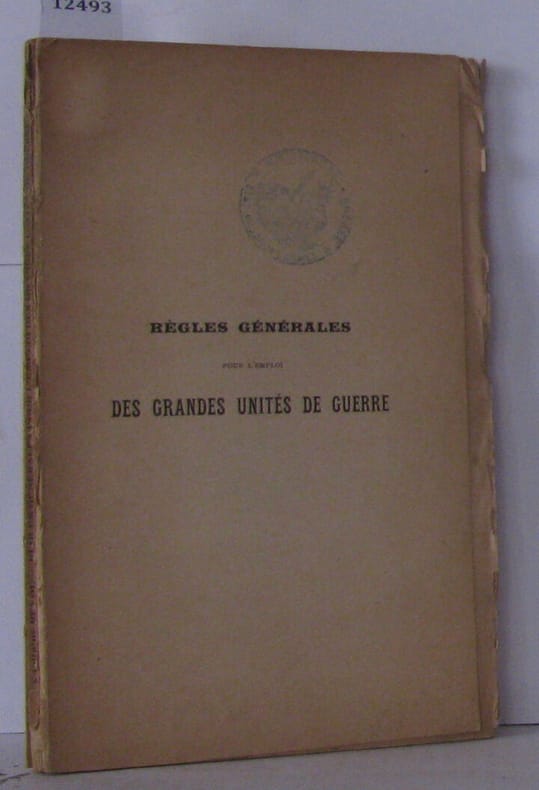 12493
RÈGLES GÉNÉRALES
POUR L'EMPLOI
DES GRANDES UNITÉS DE GUERRE